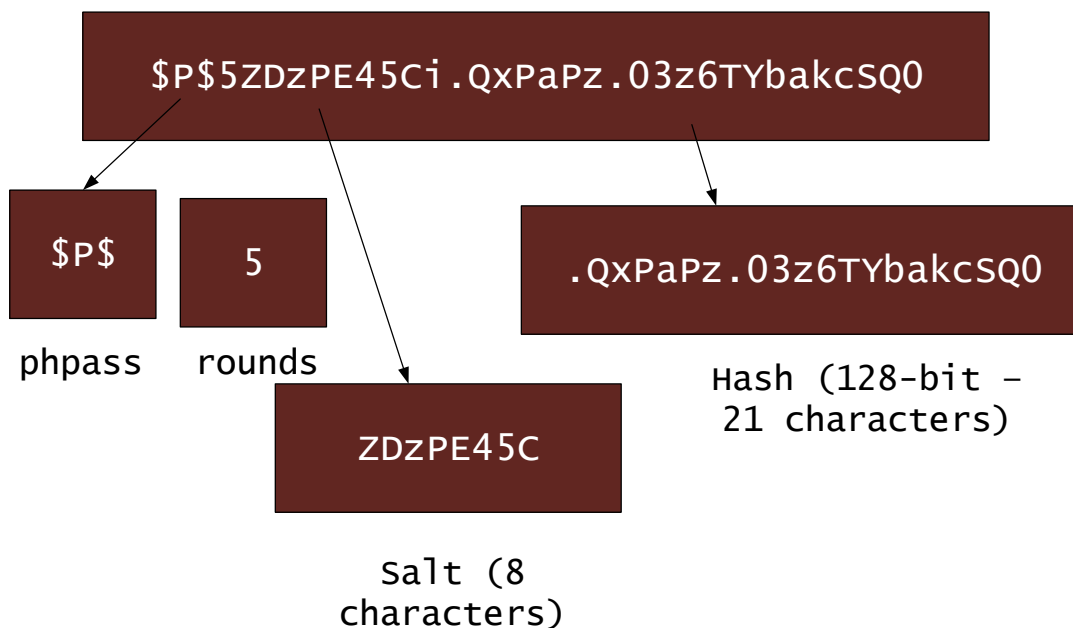 $P$5ZDzPE45Ci.QxPaPz.03z6TYbakcSQ0
$P$
5
.QxPaPz.03z6TYbakcSQ0
phpass
rounds
Hash (128-bit –
21 characters)
ZDzPE45C
Salt (8
characters)